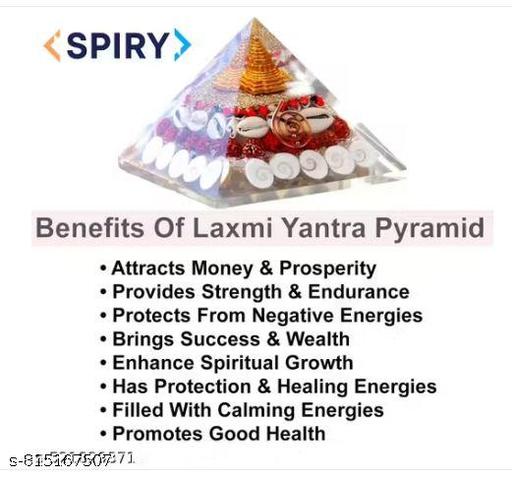 SPIRY
Benefits Of Laxmi Yantra Pyramid
• Attracts Money & Prosperity
• Provides Strength & Endurance
• Protects From Negative Energies
• Brings Success & Wealth
• Enhance Spiritual Growth
• Has Protection & Healing Energies
• Filled With Calming Energies
• Promotes Good Health